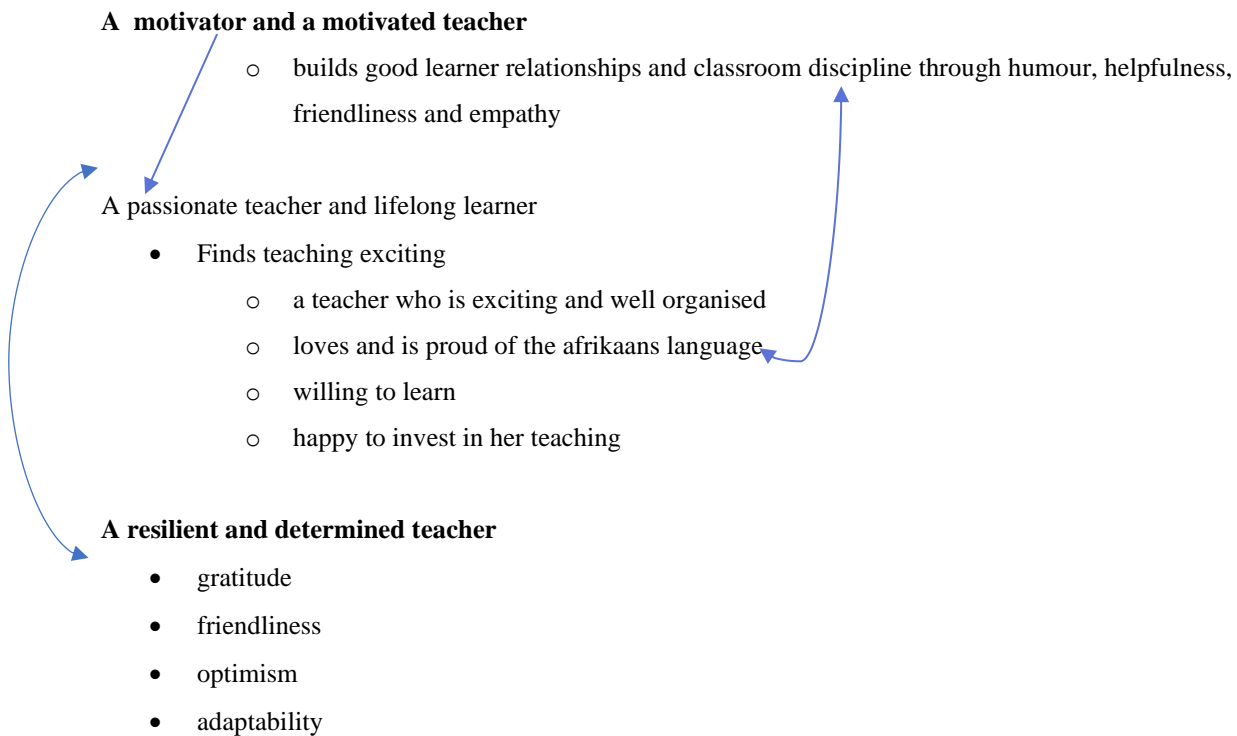 A motivator and a motivated teacher
o builds good learner relationships and classroom discipline through humour, helpfulness,
friendliness and empathy
A passionate teacher and lifelong learner
• Finds teaching exciting
o a teacher who is exciting and well organised
o loves and is proud of the afrikaans language
o willing to learn
o happy to invest in her teaching
A resilient and determined teacher
• gratitude
• friendliness
• optimism
• adaptability